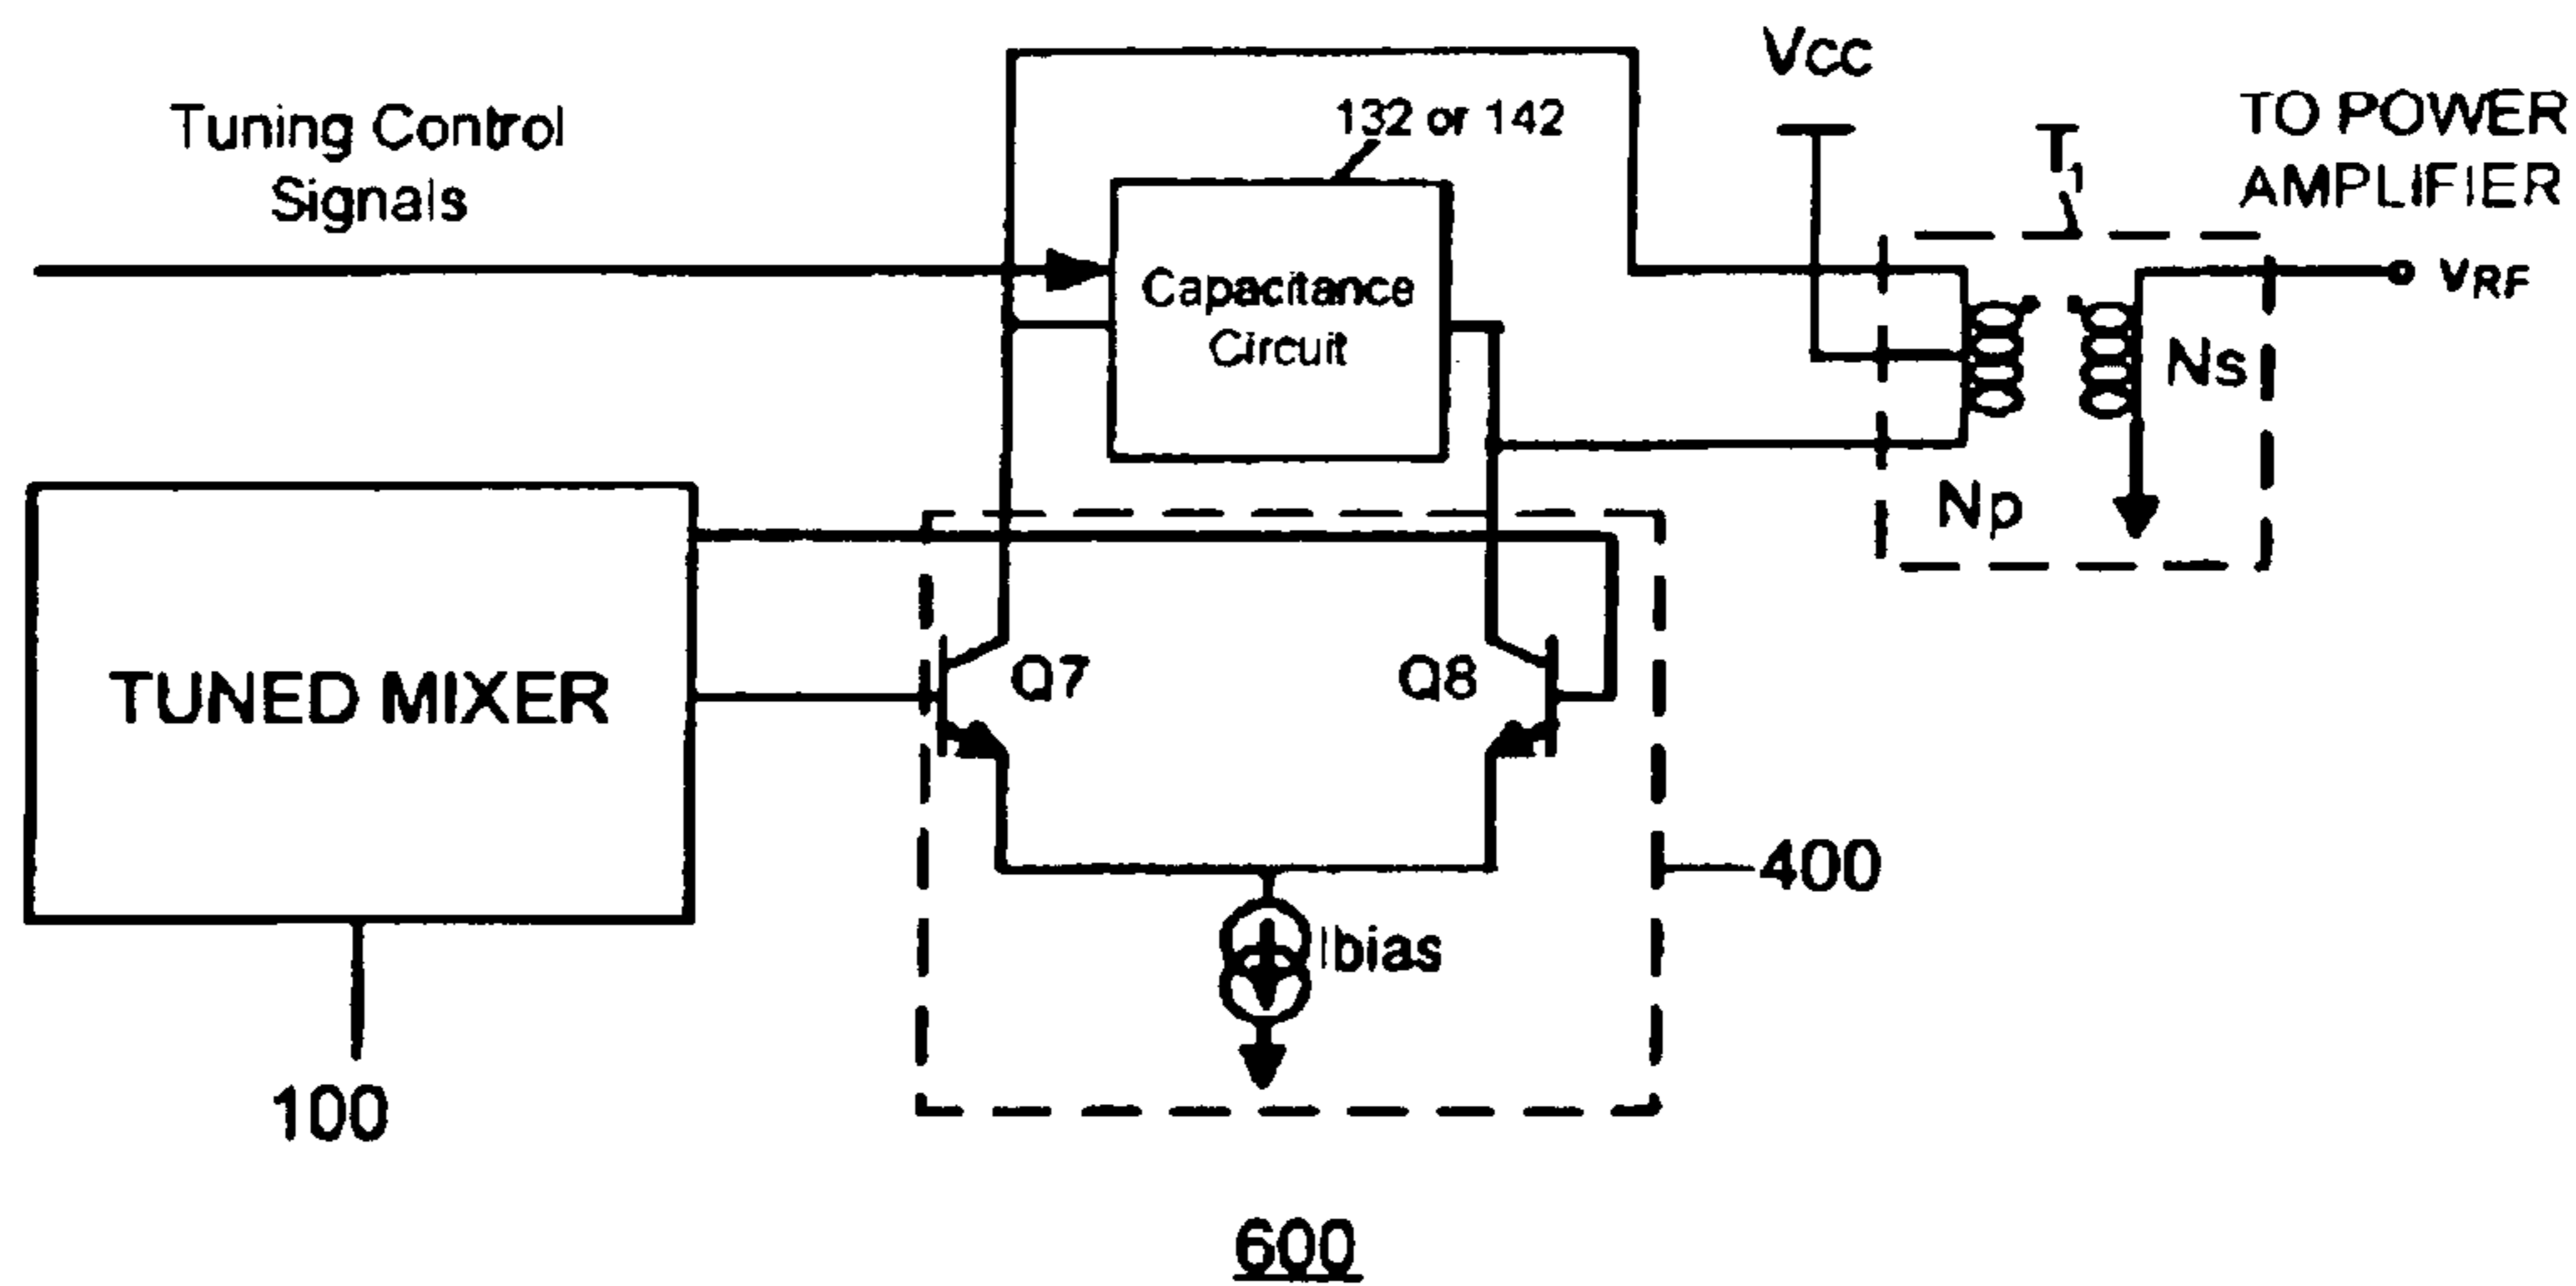 Tuning Control
Signals
132 or 142
VCC
T1
TO POWER
AMPLIFIER
Capacitance
Circuit
VRF
Ns
Np
TUNED MIXER
Q7
Q8
400
Ibias
100
600